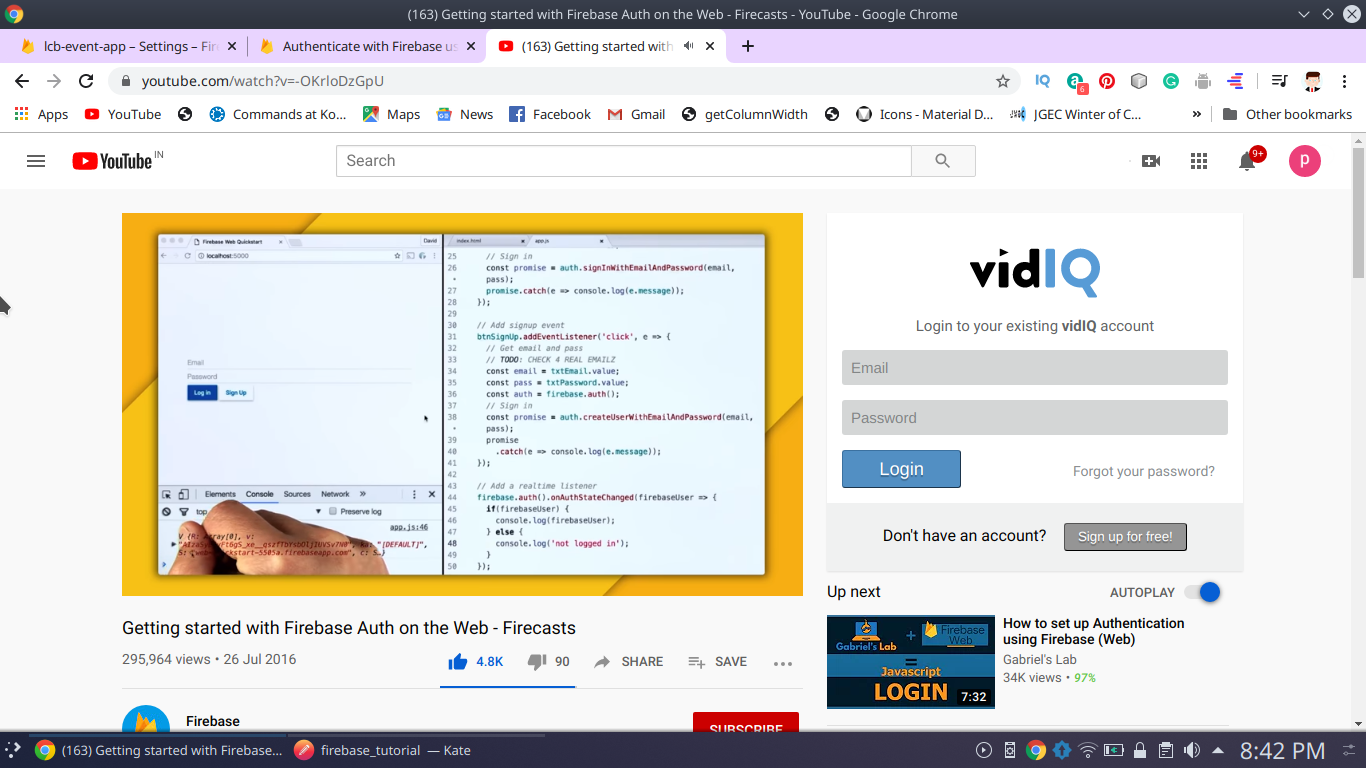 (163) Getting started with Firebase Auth on the Web - Firecasts - YouTube - Google Chrome
lcb-event-app – Settings – Fir
Authenticate with Firebase us
(163) Getting started with
youtube.com/watch?v=-OKrloDzGpU
IQ
6
Apps
YouTube
Commands at Ko...
Maps
News
Facebook
Gmail
getColumnWidth
Icons - Material D...
JGEC Winter of C...
»
Other bookmarks
YouTube IN
Search
9+
p
Firebase Web Quickstart
David
localhost:5000
Email
Password
Log in
Sign Up
Elements Console Sources Network »
top
Preserve log
app.js:46
"[DEFAULT]",
index.html
app.js
25 // Sign in
26 const promise = auth.signInWithEmailAndPassword(email,
• pass);
27 promise.catch(e => console.log(e.message));
28 });
29
30 // Add signup event
31 btnSignUp.addEventListener('click', e => {
32 // Get email and pass
33 // TODO: CHECK 4 REAL EMAILZ
34 const email = txtEmail.value;
35 const pass = txtPassword.value;
36 const auth = firebase.auth();
37 // Sign in
38 const promise = auth.createUserWithEmailAndPassword(email,
• pass);
39 promise
40 .catch(e => console.log(e.message));
41 });
42
43 // Add a realtime listener
44 firebase.auth().onAuthStateChanged(firebaseUser => {
45 if(firebaseUser) {
46 console.log(firebaseUser);
47 } else {
48 console.log('not logged in');
49 }
50 });
Getting started with Firebase Auth on the Web - Firecasts
295,964 views • 26 Jul 2016
4.8K
90
SHARE
SAVE
Firebase
SUBSCRIBE
vidIQ
Login to your existing vidIQ account
Email
Password
Login
Forgot your password?
Don't have an account?
Sign up for free!
Up next
AUTOPLAY
Gabriel's Lab
+
Firebase Web
=
Javascript
LOGIN
7:32
How to set up Authentication
using Firebase (Web)
Gabriel's Lab
34K views • 97%
(163) Getting started with Firebase...
firebase_tutorial — Kate
8:42 PM